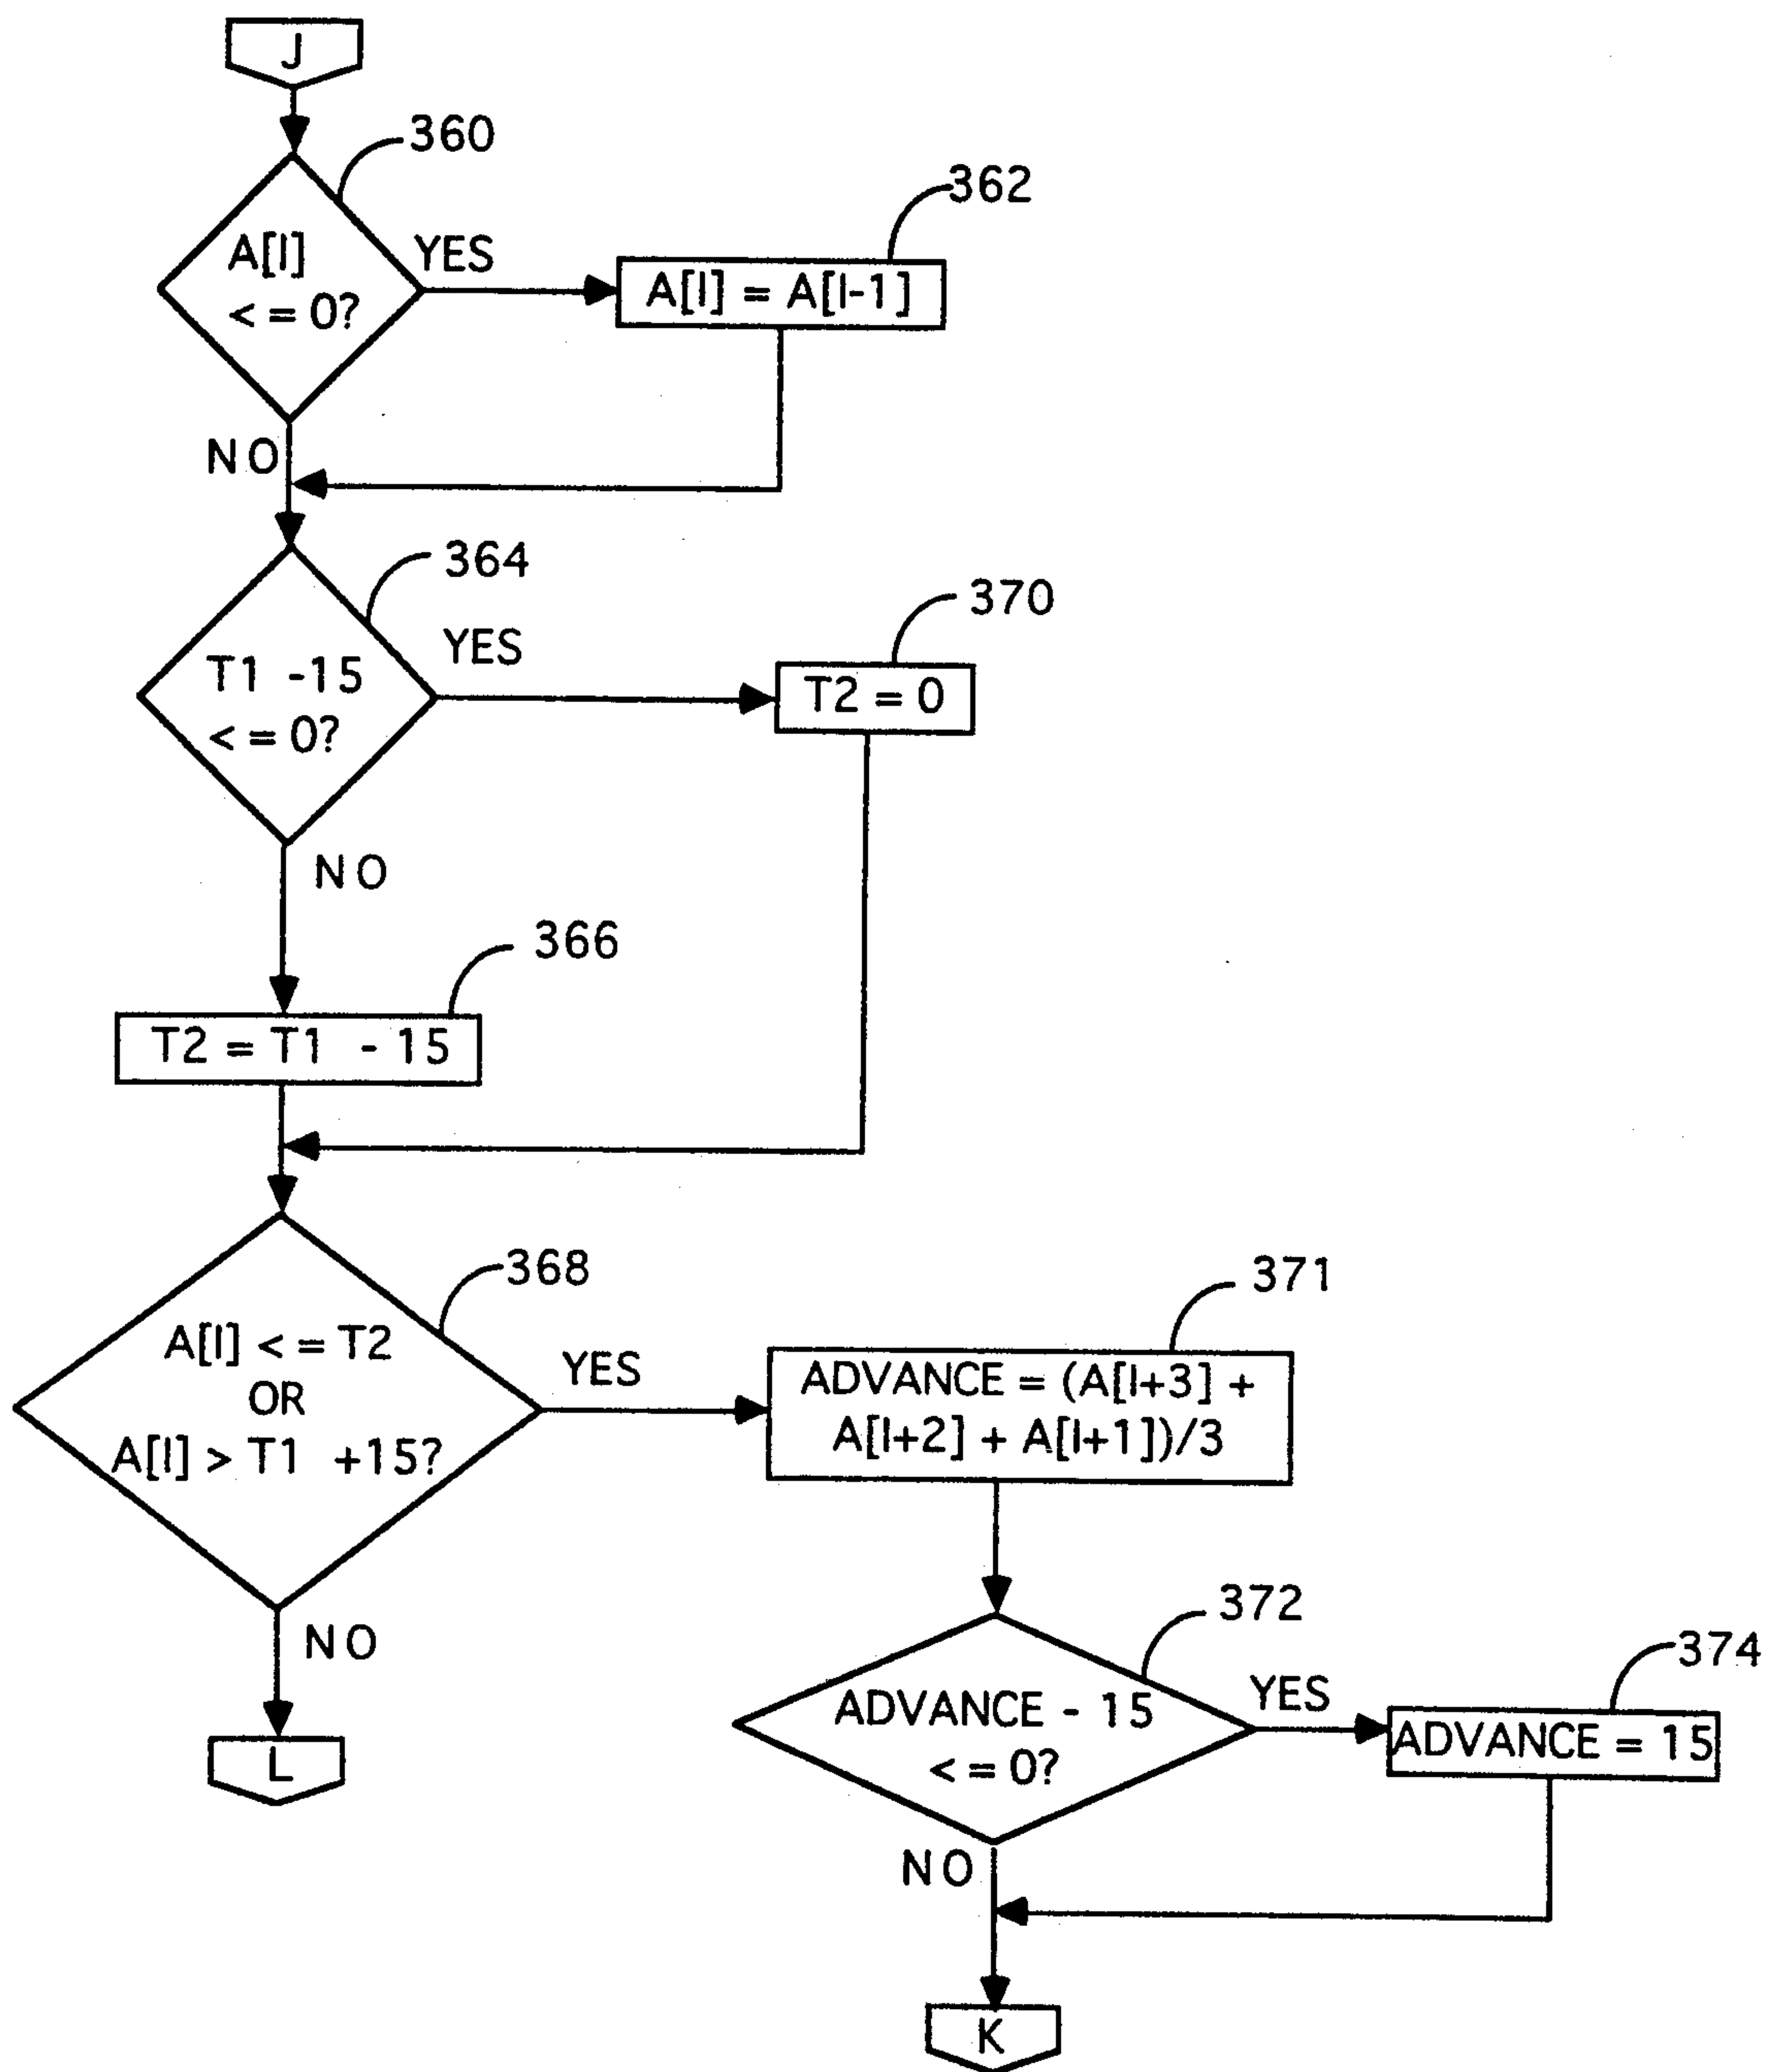 J
360
362
A[I]
<=0?
YES
A[I] = A[I-1]
NO
364
370
T1 -15
<=0?
YES
T2 = 0
NO
366
T2 = T1 - 15
368
371
A[I] <= T2
OR
A[I] > T1 +15?
YES
ADVANCE = (A[I+3] +
A[I+2] + A[I+1])/3
NO
372
374
ADVANCE - 15
<=0?
YES
ADVANCE = 15
L
NO
K